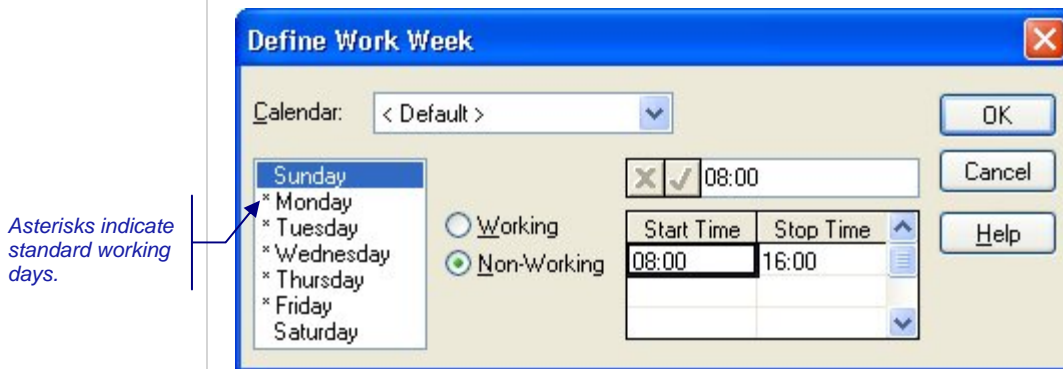 Define Work Week
Calendar: < Default >
OK
Cancel
Help
Sunday
* Monday
* Tuesday
* Wednesday
* Thursday
* Friday
Saturday
Working
Non-Working
08:00
Start Time Stop Time
08:00 16:00
Asterisks indicate
standard working
days.